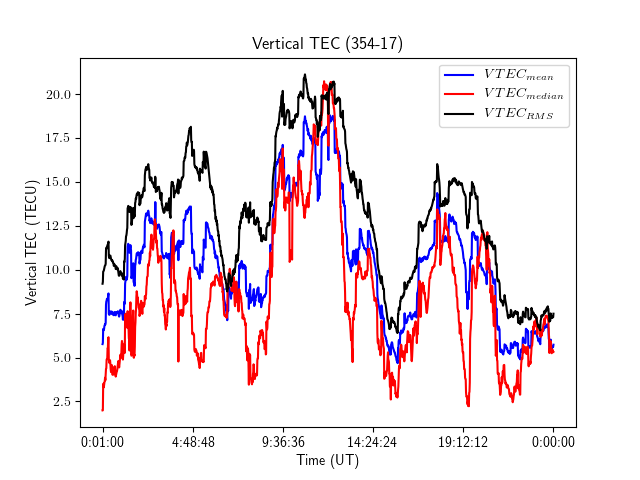 Vertical TEC (354-17)
VTEC_mean
VTEC_median
VTEC_RMS
Vertical TEC (TECU)
20.0
17.5
15.0
12.5
10.0
7.5
5.0
2.5
0:01:00 4:48:48 9:36:36 14:24:24 19:12:12 0:00:00
Time (UT)